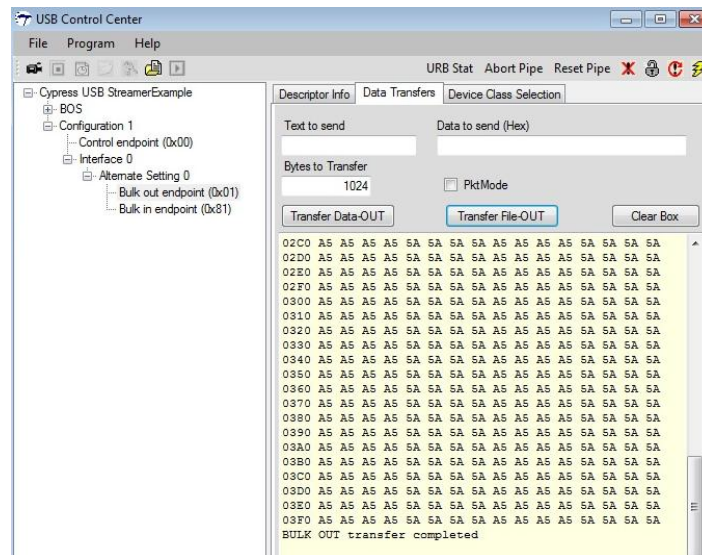 USB Control Center
File Program Help
URB Stat Abort Pipe Reset Pipe
Cypress USB StreamerExample
BOS
Configuration 1
Control endpoint (0x00)
Interface 0
Alternate Setting 0
Bulk out endpoint (0x01)
Bulk in endpoint (0x81)
Descriptor Info Data Transfers Device Class Selection
Text to send Data to send (Hex)
Bytes to Transfer
1024 PktMode
Transfer Data-OUT Transfer File-OUT Clear Box
02C0 A5 A5 A5 A5 5A 5A 5A 5A A5 A5 A5 A5 5A 5A 5A 5A
02D0 A5 A5 A5 A5 5A 5A 5A 5A A5 A5 A5 A5 5A 5A 5A 5A
02E0 A5 A5 A5 A5 5A 5A 5A 5A A5 A5 A5 A5 5A 5A 5A 5A
02F0 A5 A5 A5 A5 5A 5A 5A 5A A5 A5 A5 A5 5A 5A 5A 5A
0300 A5 A5 A5 A5 5A 5A 5A 5A A5 A5 A5 A5 5A 5A 5A 5A
0310 A5 A5 A5 A5 5A 5A 5A 5A A5 A5 A5 A5 5A 5A 5A 5A
0320 A5 A5 A5 A5 5A 5A 5A 5A A5 A5 A5 A5 5A 5A 5A 5A
0330 A5 A5 A5 A5 5A 5A 5A 5A A5 A5 A5 A5 5A 5A 5A 5A
0340 A5 A5 A5 A5 5A 5A 5A 5A A5 A5 A5 A5 5A 5A 5A 5A
0350 A5 A5 A5 A5 5A 5A 5A 5A A5 A5 A5 A5 5A 5A 5A 5A
0360 A5 A5 A5 A5 5A 5A 5A 5A A5 A5 A5 A5 5A 5A 5A 5A
0370 A5 A5 A5 A5 5A 5A 5A 5A A5 A5 A5 A5 5A 5A 5A 5A
0380 A5 A5 A5 A5 5A 5A 5A 5A A5 A5 A5 A5 5A 5A 5A 5A
0390 A5 A5 A5 A5 5A 5A 5A 5A A5 A5 A5 A5 5A 5A 5A 5A
03A0 A5 A5 A5 A5 5A 5A 5A 5A A5 A5 A5 A5 5A 5A 5A 5A
03B0 A5 A5 A5 A5 5A 5A 5A 5A A5 A5 A5 A5 5A 5A 5A 5A
03C0 A5 A5 A5 A5 5A 5A 5A 5A A5 A5 A5 A5 5A 5A 5A 5A
03D0 A5 A5 A5 A5 5A 5A 5A 5A A5 A5 A5 A5 5A 5A 5A 5A
03E0 A5 A5 A5 A5 5A 5A 5A 5A A5 A5 A5 A5 5A 5A 5A 5A
03F0 A5 A5 A5 A5 5A 5A 5A 5A A5 A5 A5 A5 5A 5A 5A 5A
BULK OUT transfer completed